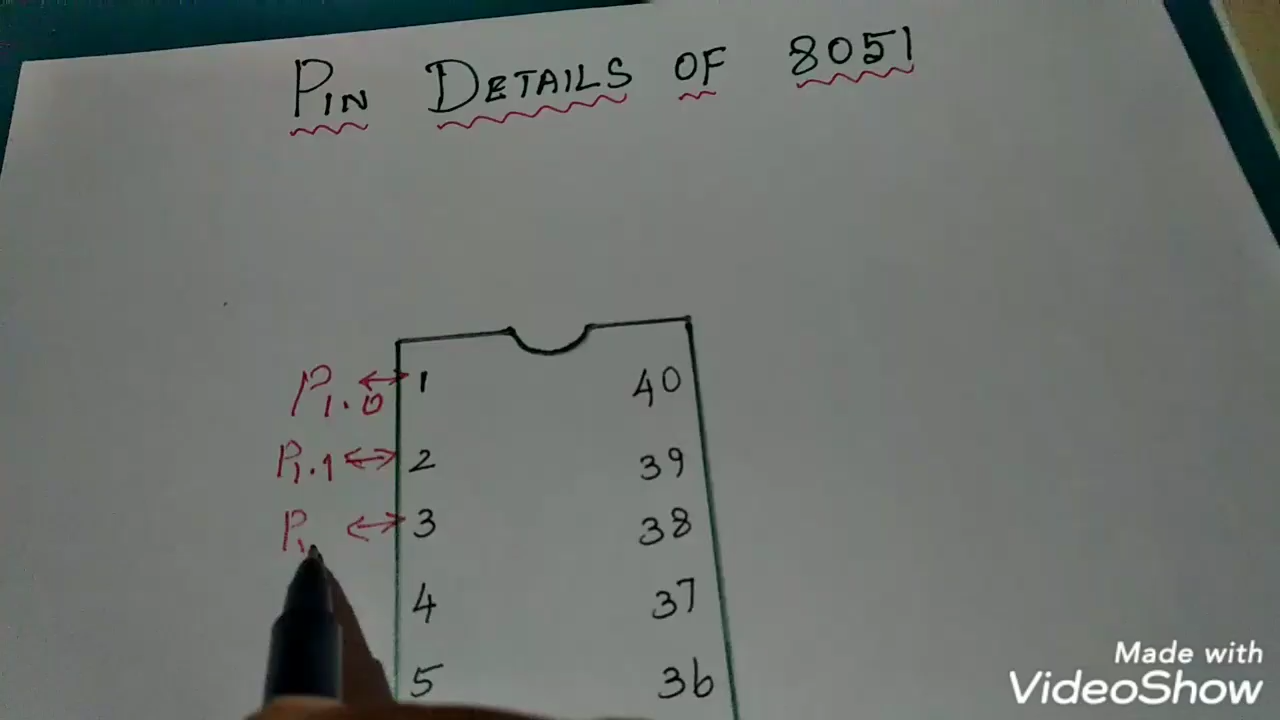 PIN DETAILS OF 8051
P1.0 ↔ 1 40
P1.1 ↔ 2 39
P1 ↔ 3 38
4 37
5 36
Made with
VideoShow